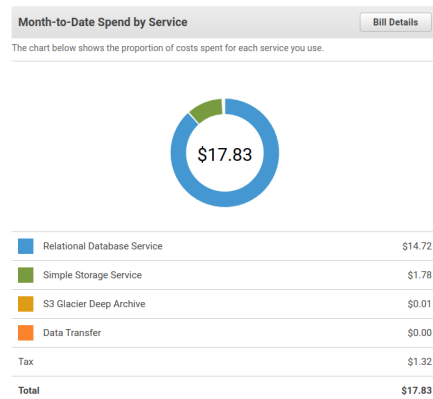 Month-to-Date Spend by Service
Bill Details
The chart below shows the proportion of costs spent for each service you use.
$17.83
Relational Database Service $14.72
Simple Storage Service $1.78
S3 Glacier Deep Archive $0.01
Data Transfer $0.00
Tax $1.32
Total $17.83